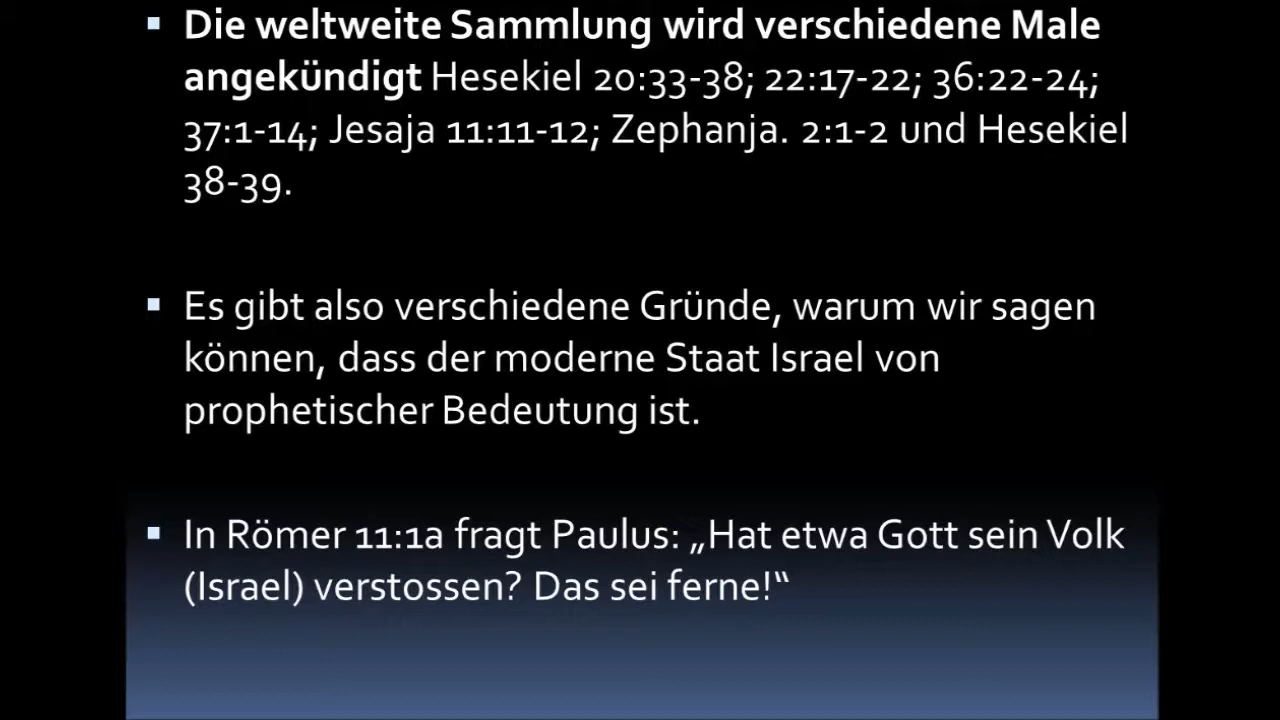 ▪ Die weltweite Sammlung wird verschiedene Male
angekündigt Hesekiel 20:33-38; 22:17-22; 36:22-24;
37:1-14; Jesaja 11:11-12; Zephanja. 2:1-2 und Hesekiel
38-39.
▪ Es gibt also verschiedene Gründe, warum wir sagen
können, dass der moderne Staat Israel von
prophetischer Bedeutung ist.
▪ In Römer 11:1a fragt Paulus: „Hat etwa Gott sein Volk
(Israel) verstossen? Das sei ferne!“